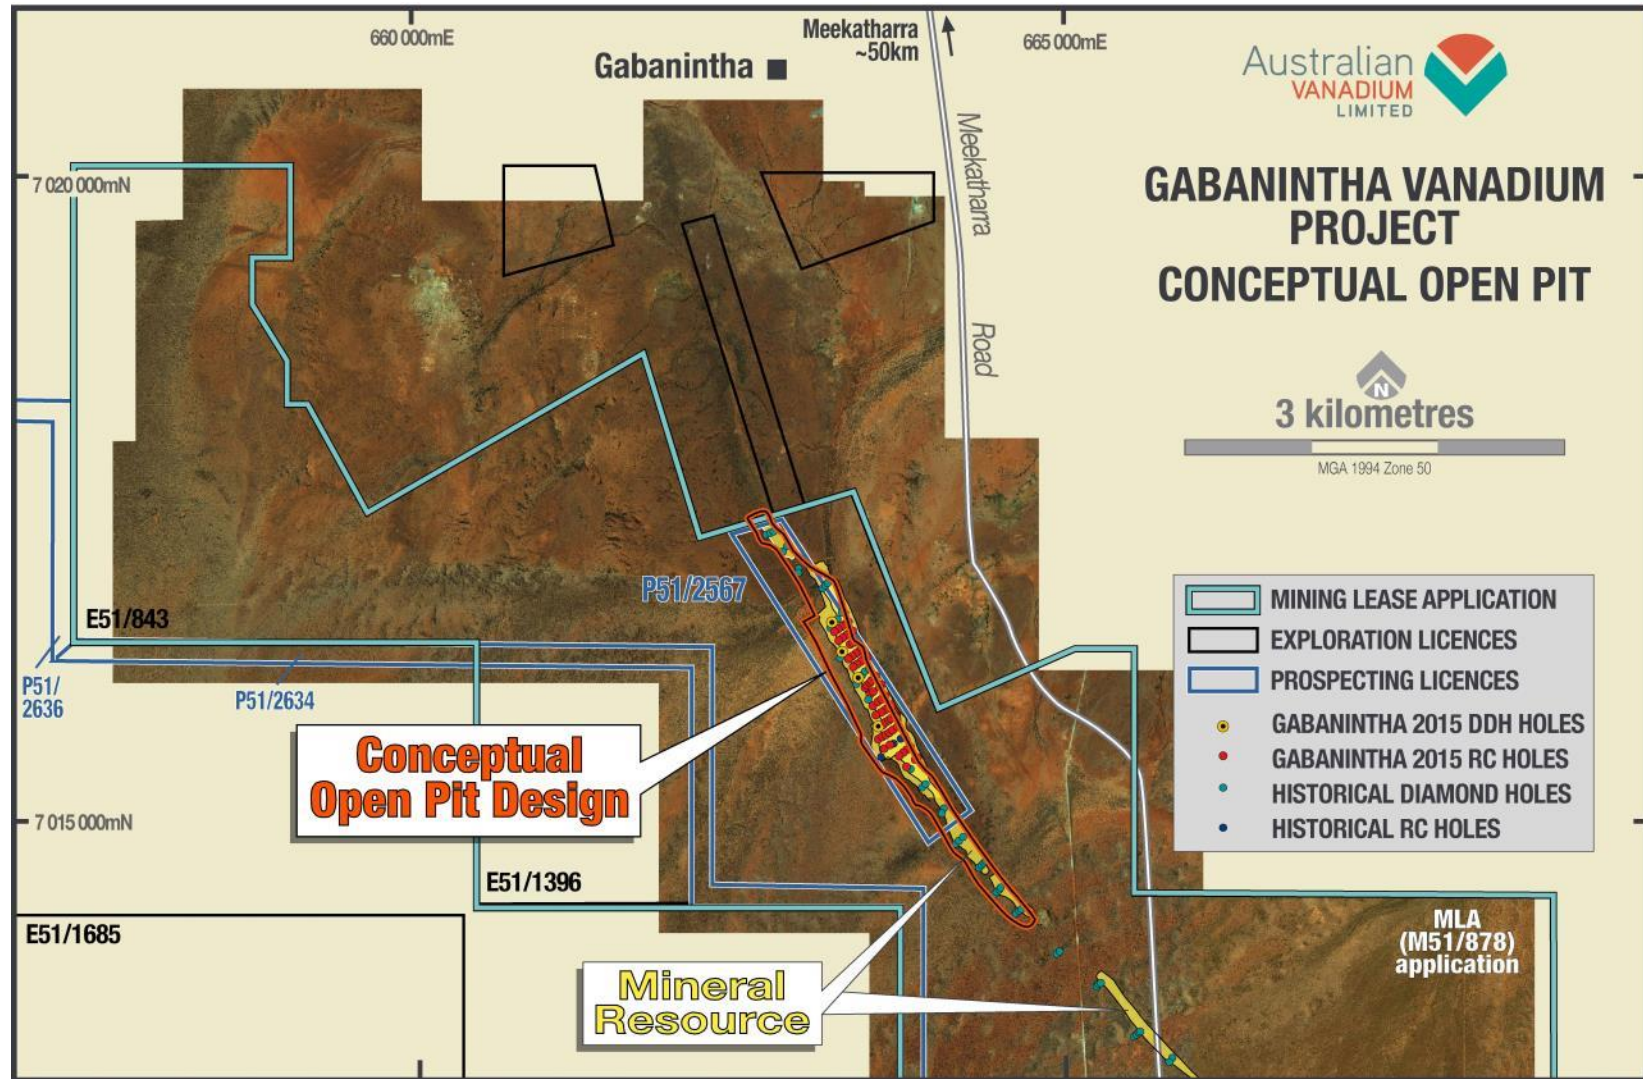 660 000mE
Meekatharra
~50km
665 000mE
Gabanintha
Australian
VANADIUM
LIMITED
Meekatharra
Road
7 020 000mN
GABANINTHA VANADIUM
PROJECT
CONCEPTUAL OPEN PIT
N
3 kilometres
MGA 1994 Zone 50
P51/2567
E51/843
P51/
2636
P51/2634
MINING LEASE APPLICATION
EXPLORATION LICENCES
PROSPECTING LICENCES
GABANINTHA 2015 DDH HOLES
GABANINTHA 2015 RC HOLES
HISTORICAL DIAMOND HOLES
HISTORICAL RC HOLES
Conceptual
Open Pit Design
7 015 000mN
E51/1396
E51/1685
MLA
(M51/878)
application
Mineral
Resource